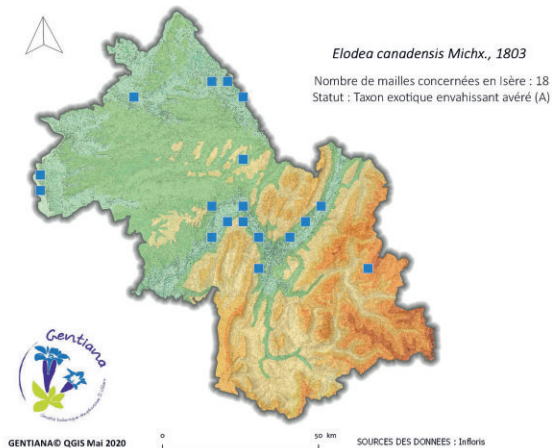 Elodea canadensis Michx., 1803
Nombre de mailles concernées en Isère : 18
Statut : Taxon exotique envahissant avéré (A)
Gentiana
GENTIANA© QGIS Mai 2020
0
50 km
SOURCES DES DONNEES : Infloris